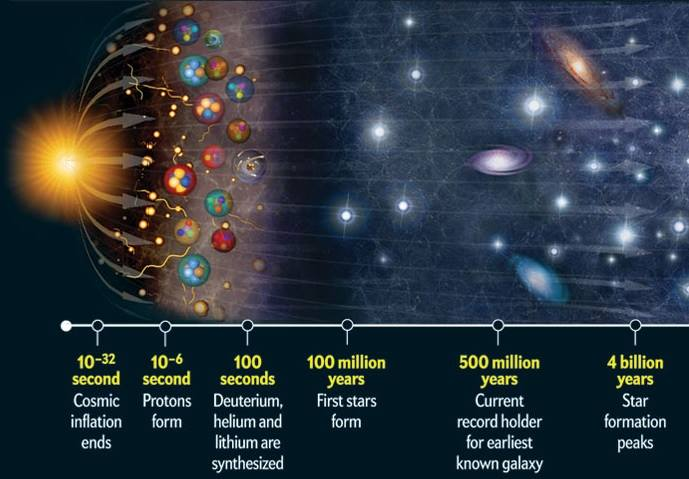 10⁻³²
second
Cosmic
inflation
ends
10⁻⁶
second
Protons
form
100
seconds
Deuterium,
helium and
lithium are
synthesized
100 million
years
First stars
form
500 million
years
Current
record holder
for earliest
known galaxy
4 billion
years
Star
formation
peaks